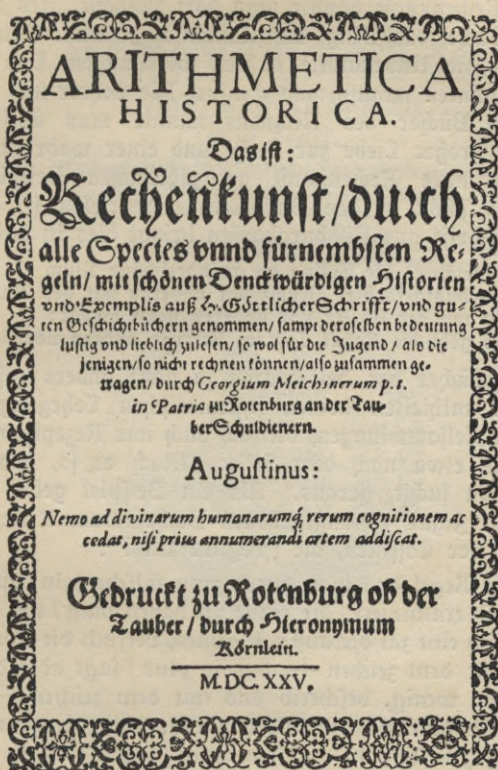 ARITHMETICA
HISTORICA.
Das ist:
Rechenkunst/durch
alle Species vnnd fürnembsten Re-
geln/ mit schönen Denckwürdigen Historien
vnd Exemplis auß H. Göttlicher Schrifft/ vnd gu-
ten Geschichtbüchern genommen/ sampt deroselben bedeutung
lustig vnd lieblich zulesen/ so wol für die Jugend/ als die
jenigen/ so nicht rechnen können/ also zusammen ge-
tragen/ durch Georgium Meichsnerum p. t.
in Patria zu Rotenburg an der Tau-
ber Schuldienern.
Augustinus:
Nemo ad divinarum humanarumq́; rerum cognitionem ac
cedat, nisi prius annumerandi artem addiscat.
Gedruckt zu Rotenburg ob der
Tauber/ durch Hieronymum
Körnlein.
M.DC.XXV.